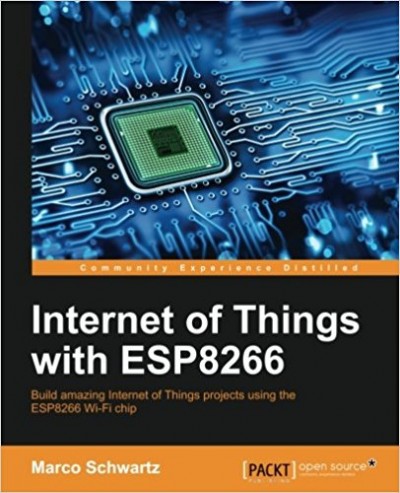 Community Experience Distilled
Internet of Things
with ESP8266
Build amazing Internet of Things projects using the
ESP8266 Wi-Fi chip
Marco Schwartz
[PACKT] open source*
PUBLISHING